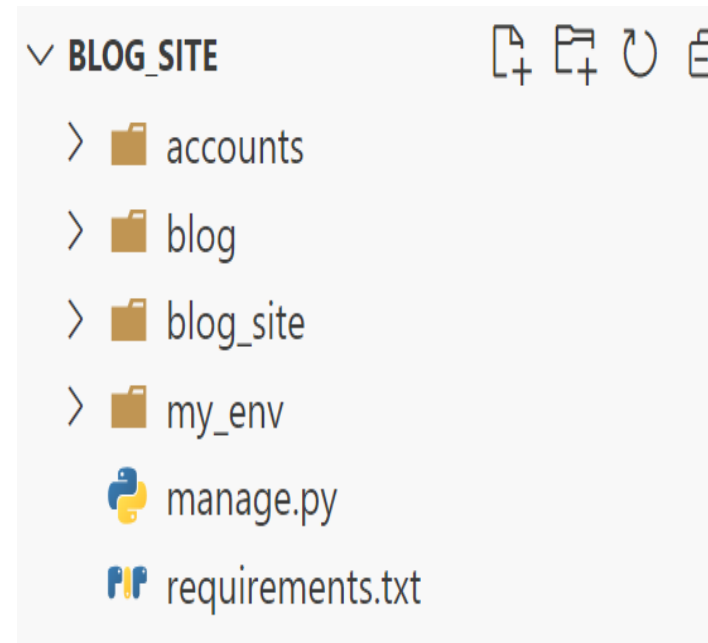 BLOG_SITE
accounts
blog
blog_site
my_env
manage.py
requirements.txt